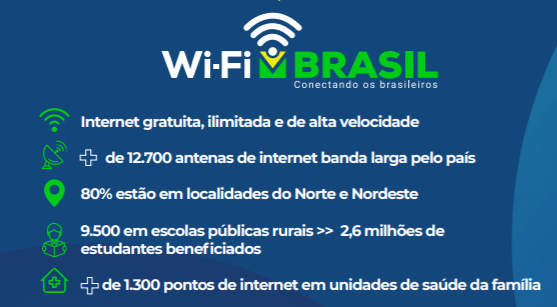 Wi-Fi BRASIL
Conectando os brasileiros
Internet gratuita, ilimitada e de alta velocidade
+ de 12.700 antenas de internet banda larga pelo país
80% estão em localidades do Norte e Nordeste
9.500 em escolas públicas rurais >> 2,6 milhões de
estudantes beneficiados
+ de 1.300 pontos de internet em unidades de saúde da família